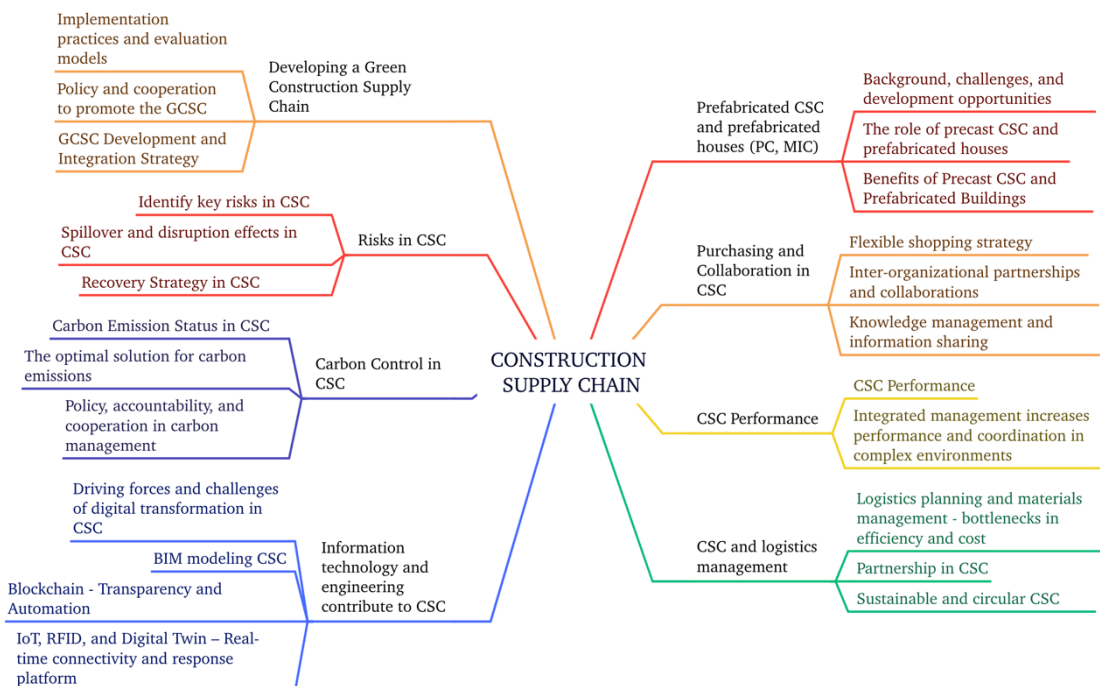 Implementation
practices and evaluation
models
Policy and cooperation
to promote the GCSC
GCSC Development and
Integration Strategy
Developing a Green
Construction Supply
Chain
Identify key risks in CSC
Spillover and disruption effects in
CSC
Recovery Strategy in CSC
Risks in CSC
Carbon Emission Status in CSC
The optimal solution for carbon
emissions
Policy, accountability, and
cooperation in carbon
management
Carbon Control in
CSC
Driving forces and challenges
of digital transformation in
CSC
BIM modeling CSC
Blockchain - Transparency and
Automation
IoT, RFID, and Digital Twin – Real-
time connectivity and response
platform
Information
technology and
engineering
contribute to CSC
CONSTRUCTION
SUPPLY CHAIN
Prefabricated CSC
and prefabricated
houses (PC, MIC)
Background, challenges, and
development opportunities
The role of precast CSC and
prefabricated houses
Benefits of Precast CSC and
Prefabricated Buildings
Purchasing and
Collaboration in
CSC
Flexible shopping strategy
Inter-organizational partnerships
and collaborations
Knowledge management and
information sharing
CSC Performance
CSC Performance
Integrated management increases
performance and coordination in
complex environments
CSC and logistics
management
Logistics planning and materials
management - bottlenecks in
efficiency and cost
Partnership in CSC
Sustainable and circular CSC